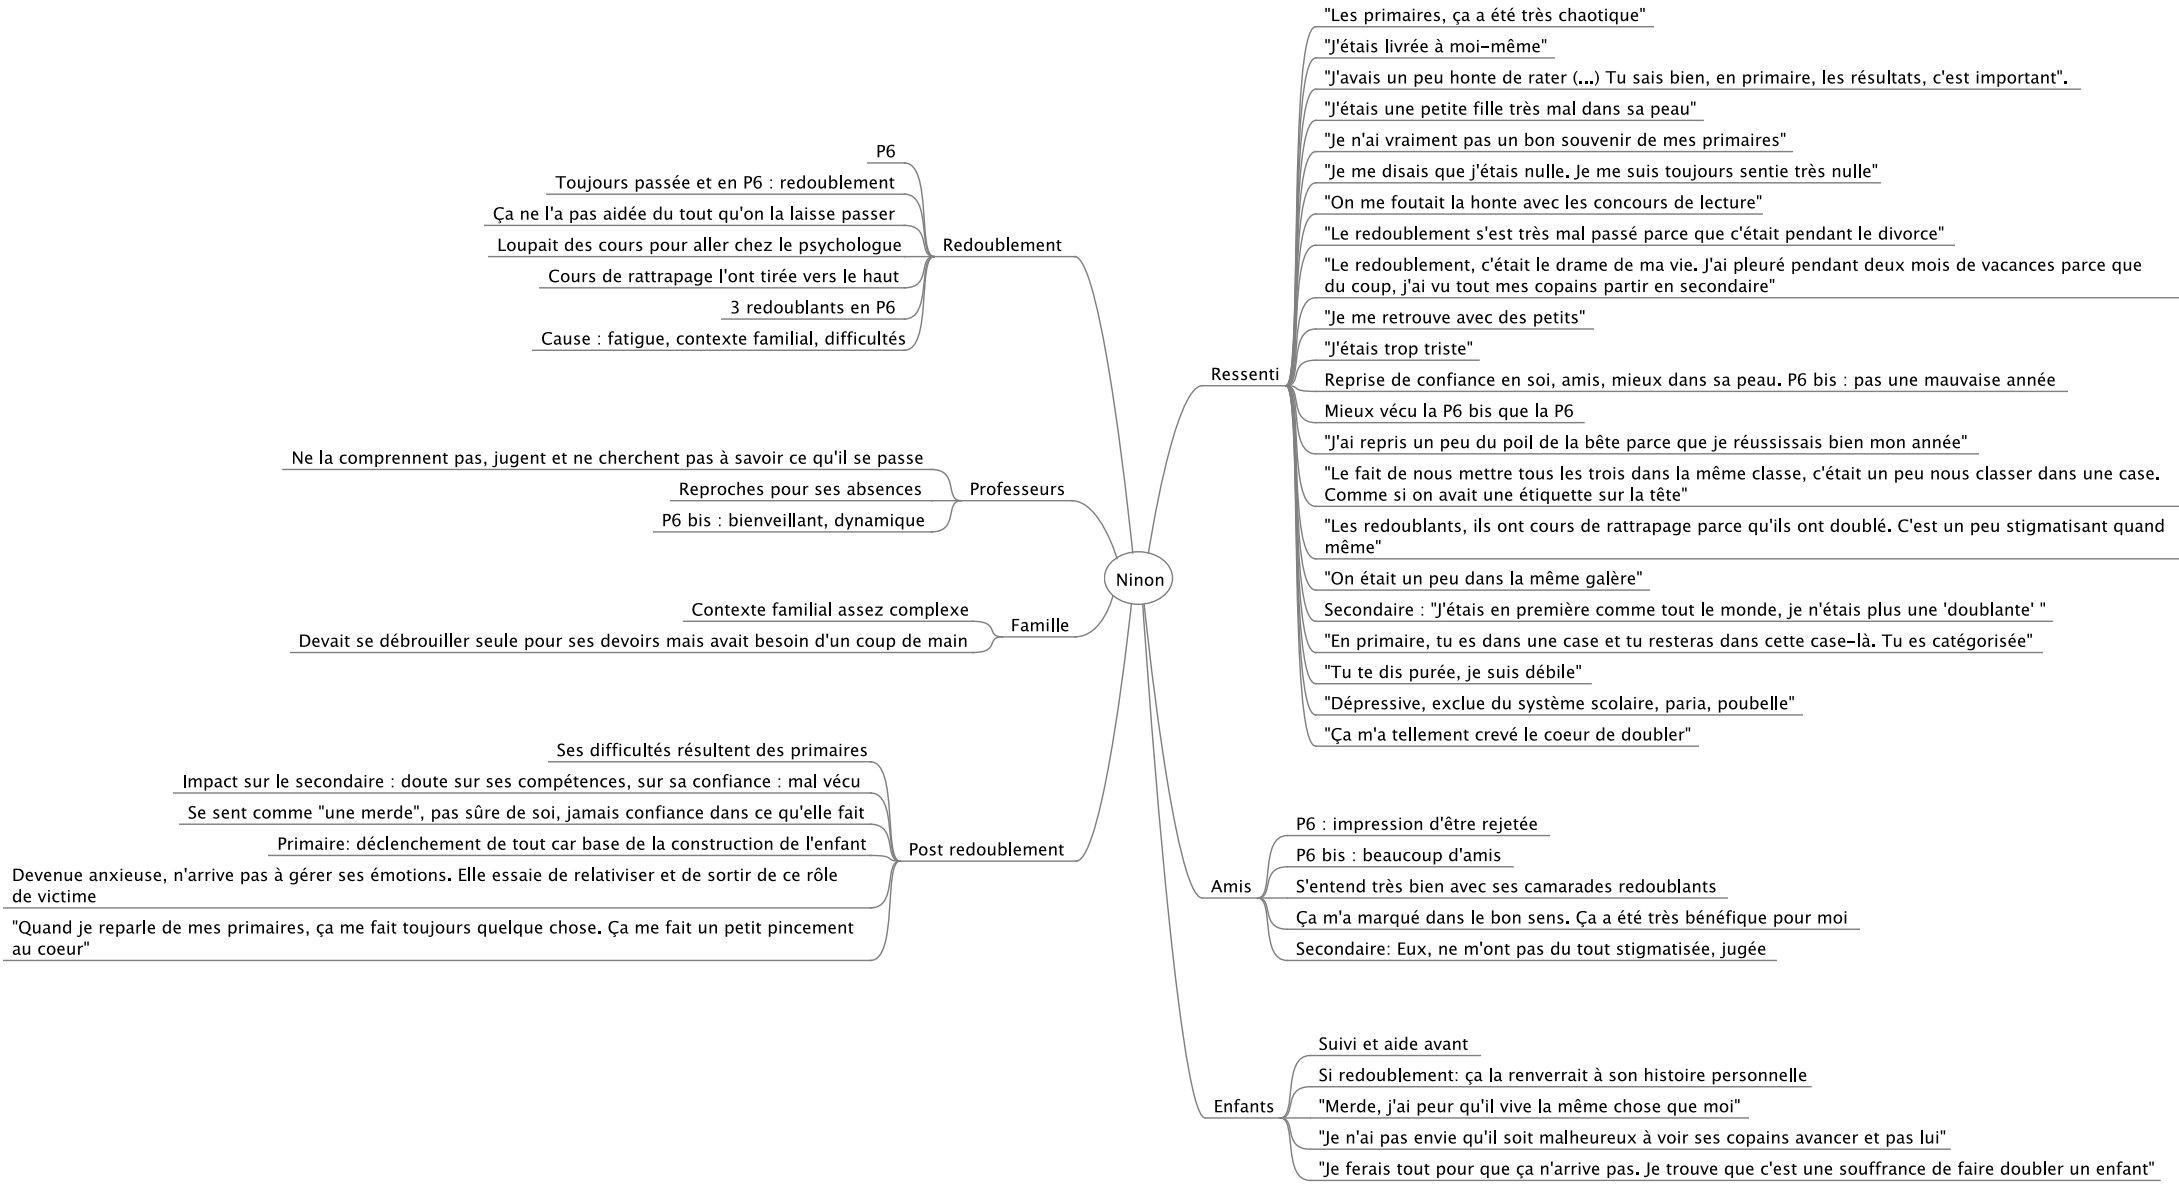 Ninon
Redoublement
P6
Toujours passée et en P6 : redoublement
Ça ne l'a pas aidée du tout qu'on la laisse passer
Loupait des cours pour aller chez le psychologue
Cours de rattrapage l'ont tirée vers le haut
3 redoublants en P6
Cause : fatigue, contexte familial, difficultés
Professeurs
Ne la comprennent pas, jugent et ne cherchent pas à savoir ce qu'il se passe
Reproches pour ses absences
P6 bis : bienveillant, dynamique
Famille
Contexte familial assez complexe
Devait se débrouiller seule pour ses devoirs mais avait besoin d'un coup de main
Post redoublement
Ses difficultés résultent des primaires
Impact sur le secondaire : doute sur ses compétences, sur sa confiance : mal vécu
Se sent comme "une merde", pas sûre de soi, jamais confiance dans ce qu'elle fait
Primaire: déclenchement de tout car base de la construction de l'enfant
Devenue anxieuse, n'arrive pas à gérer ses émotions. Elle essaie de relativiser et de sortir de ce rôle
de victime
"Quand je reparle de mes primaires, ça me fait toujours quelque chose. Ça me fait un petit pincement
au coeur"
Ressenti
"Les primaires, ça a été très chaotique"
"J'étais livrée à moi-même"
"J'avais un peu honte de rater (...) Tu sais bien, en primaire, les résultats, c'est important".
"J'étais une petite fille très mal dans sa peau"
"Je n'ai vraiment pas un bon souvenir de mes primaires"
"Je me disais que j'étais nulle. Je me suis toujours sentie très nulle"
"On me foutait la honte avec les concours de lecture"
"Le redoublement s'est très mal passé parce que c'était pendant le divorce"
"Le redoublement, c'était le drame de ma vie. J'ai pleuré pendant deux mois de vacances parce que
du coup, j'ai vu tout mes copains partir en secondaire"
"Je me retrouve avec des petits"
"J'étais trop triste"
Reprise de confiance en soi, amis, mieux dans sa peau. P6 bis : pas une mauvaise année
Mieux vécu la P6 bis que la P6
"J'ai repris un peu du poil de la bête parce que je réussissais bien mon année"
"Le fait de nous mettre tous les trois dans la même classe, c'était un peu nous classer dans une case.
Comme si on avait une étiquette sur la tête"
"Les redoublants, ils ont cours de rattrapage parce qu'ils ont doublé. C'est un peu stigmatisant quand
même"
"On était un peu dans la même galère"
Secondaire : "J'étais en première comme tout le monde, je n'étais plus une 'doublante' "
"En primaire, tu es dans une case et tu resteras dans cette case-là. Tu es catégorisée"
"Tu te dis purée, je suis débile"
"Dépressive, exclue du système scolaire, paria, poubelle"
"Ça m'a tellement crevé le coeur de doubler"
Amis
P6 : impression d'être rejetée
P6 bis : beaucoup d'amis
S'entend très bien avec ses camarades redoublants
Ça m'a marqué dans le bon sens. Ça a été très bénéfique pour moi
Secondaire: Eux, ne m'ont pas du tout stigmatisée, jugée
Enfants
Suivi et aide avant
Si redoublement: ça la renverrait à son histoire personnelle
"Merde, j'ai peur qu'il vive la même chose que moi"
"Je n'ai pas envie qu'il soit malheureux à voir ses copains avancer et pas lui"
"Je ferais tout pour que ça n'arrive pas. Je trouve que c'est une souffrance de faire doubler un enfant"